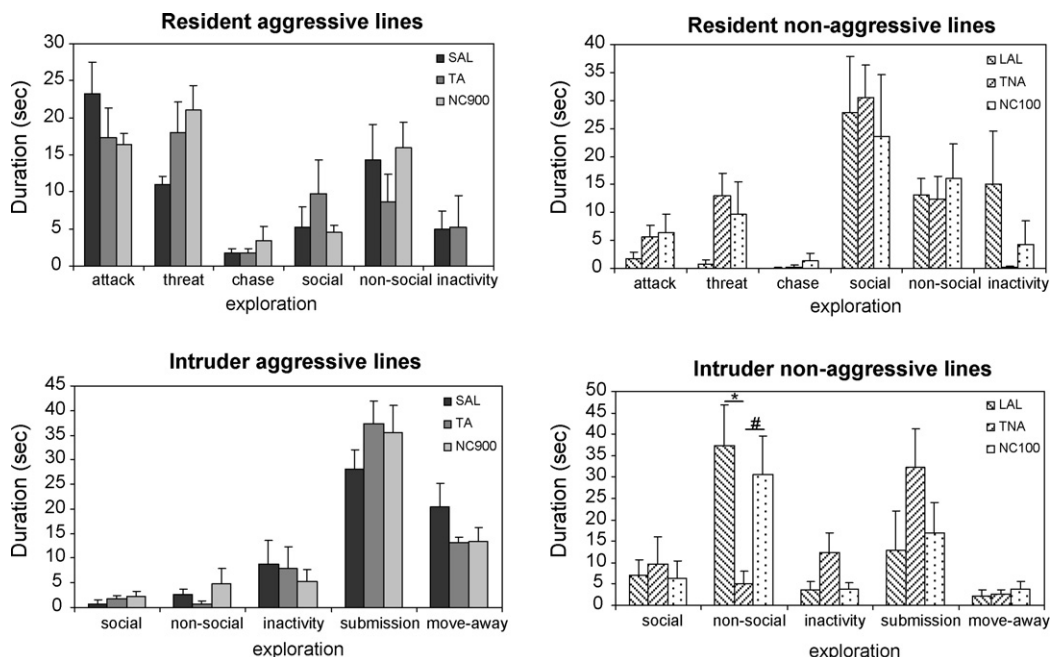 Resident aggressive lines
30
25
20
15
10
5
0
Duration (sec)
SAL
TA
NC900
attack threat chase social non-social inactivity
exploration
Resident non-aggressive lines
40
35
30
25
20
15
10
5
0
Duration (sec)
LAL
TNA
NC100
attack threat chase social non-social inactivity
exploration
Intruder aggressive lines
45
40
35
30
25
20
15
10
5
0
Duration (sec)
SAL
TA
NC900
social non-social inactivity submission move-away
exploration
Intruder non-aggressive lines
50
45
40
35
30
25
20
15
10
5
0
Duration (sec)
*
#
LAL
TNA
NC100
social non-social inactivity submission move-away
exploration